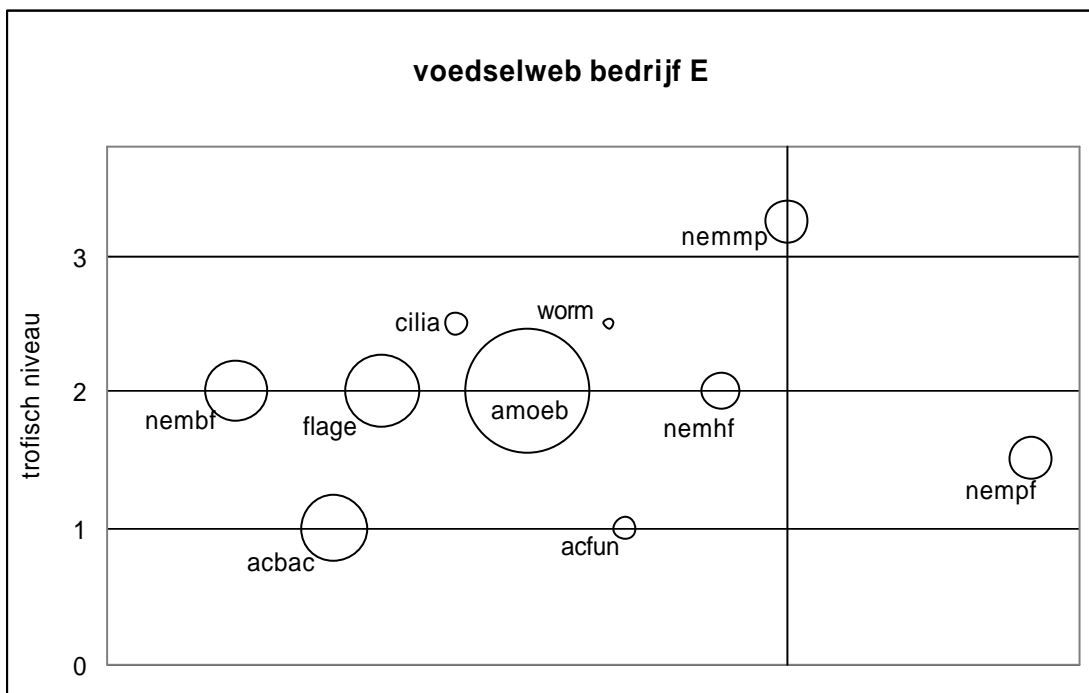 voedselweb bedrijf E
trofisch niveau
3
2
1
0
nemmp
cilia
worm
nembf
flage
amoeb
nemhf
nempf
acbac
acfun